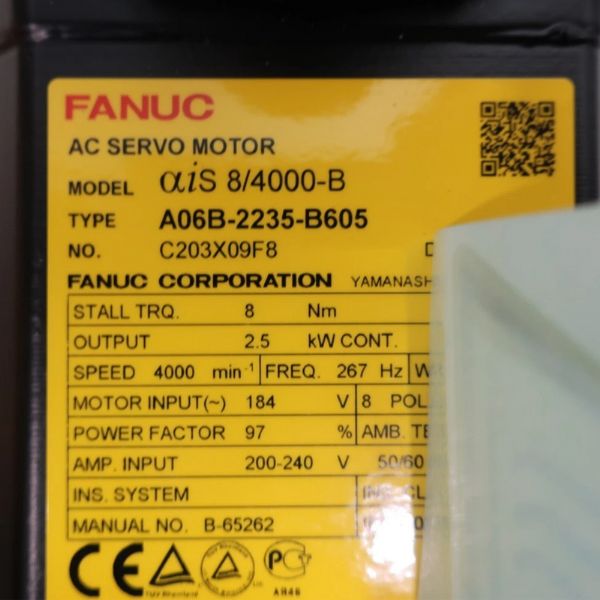 FANUC
AC SERVO MOTOR
MODEL αiS 8/4000-B
TYPE A06B-2235-B605
NO. C203X09F8
FANUC CORPORATION YAMANASH
STALL TRQ. 8 Nm
OUTPUT 2.5 kW CONT.
SPEED 4000 min-1 FREQ. 267 Hz
MOTOR INPUT(~) 184 V 8 POL
POWER FACTOR 97 % AMB. TE
AMP. INPUT 200-240 V 50/60
INS. SYSTEM
MANUAL NO. B-65262
CE